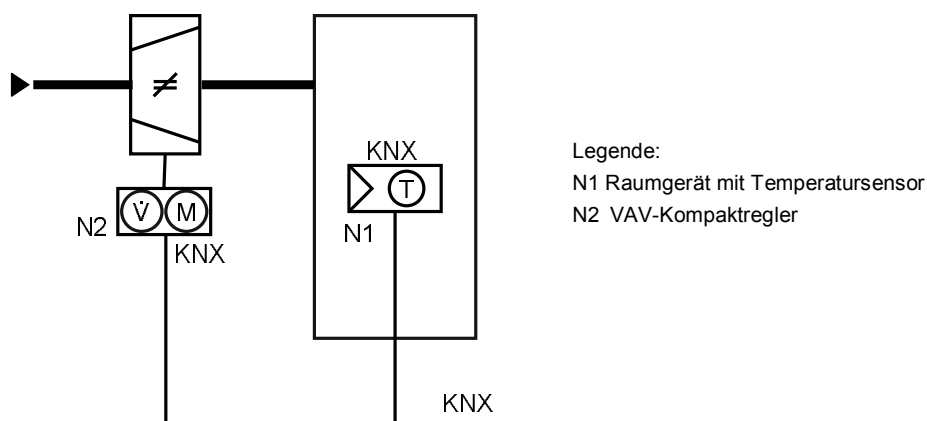 KNX
T
N1
V̇ M
N2
KNX
KNX
Legende:
N1 Raumgerät mit Temperatursensor
N2 VAV-Kompaktregler